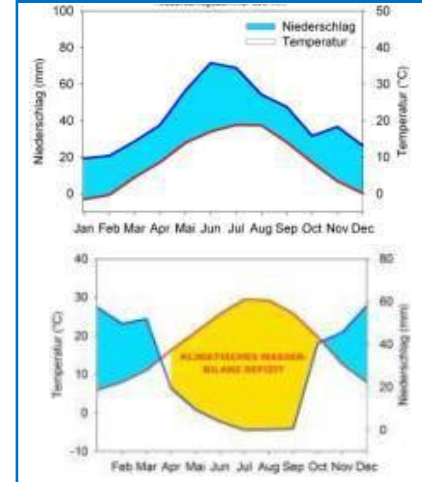 100
50
Niederschlag
Temperatur
80
40
60
30
40
20
20
10
0
0
Niederschlag (mm)
Temperatur (°C)
Jan Feb Mar Apr Mai Jun Jul Aug Sep Oct Nov Dec
40
80
30
60
20
40
10
20
0
0
-10
Temperatur (°C)
Niederschlag (mm)
KLIMATISCHES WASSER-
BILANZ DEFIZIT
Feb Mar Apr Mai Jun Jul Aug Sep Oct Nov Dec